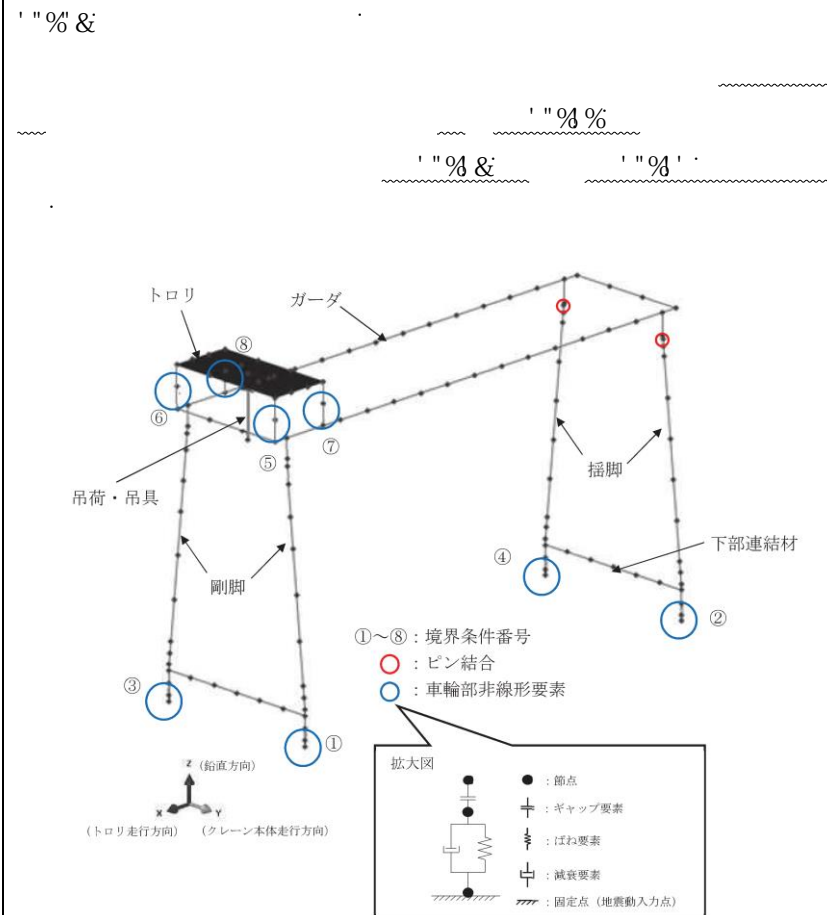 トロリ
ガーダ
⑧
⑥
⑤
⑦
吊荷・吊具
揺脚
剛脚
④
下部連結材
②
③
①
①～⑧：境界条件番号
：ピン結合
：車輪部非線形要素
拡大図
：節点
：ギャップ要素
：ばね要素
：減衰要素
：固定点（地震動入力点）
Z（鉛直方向）
X Y
（トロリ走行方向）（クレーン本体走行方向）